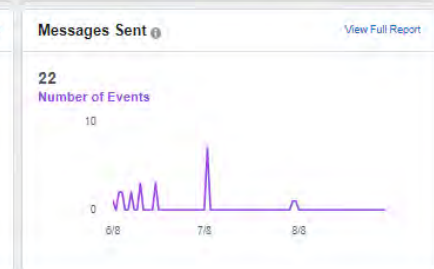 Messages Sent
View Full Report
22
Number of Events
10
0
6/8
7/8
8/8